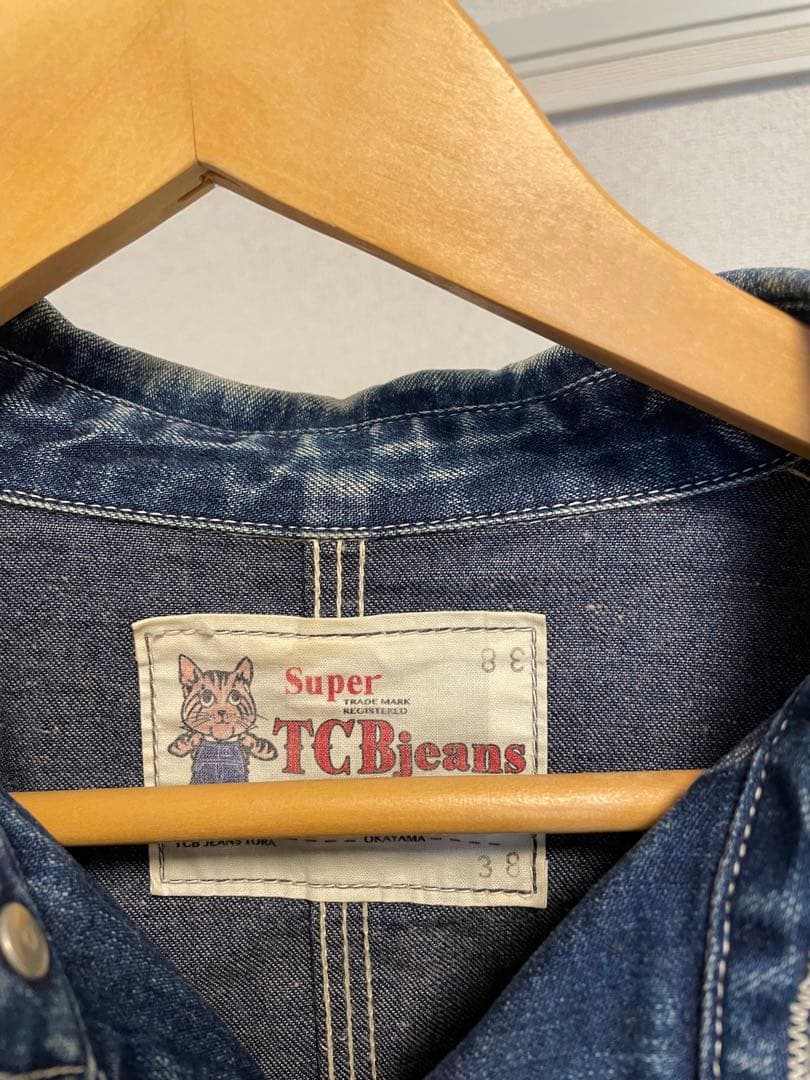 38
Super
TRADE MARK
REGISTERED
TCBjeans
TCB JEANS TORA
OKAYAMA
38